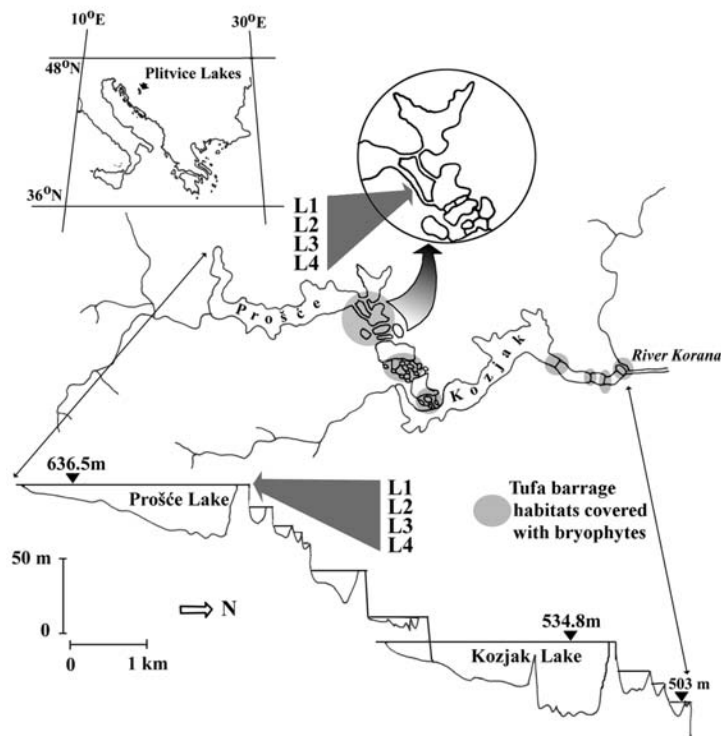 10°E
30°E
48°N
Plitvice Lakes
36°N
L1
L2
L3
L4
Prošće
Kozjak
River Korana
636.5m
Prošće Lake
L1
L2
L3
L4
Tufa barrage
habitats covered
with bryophytes
50 m
0
N
0
1 km
534.8m
Kozjak Lake
503 m